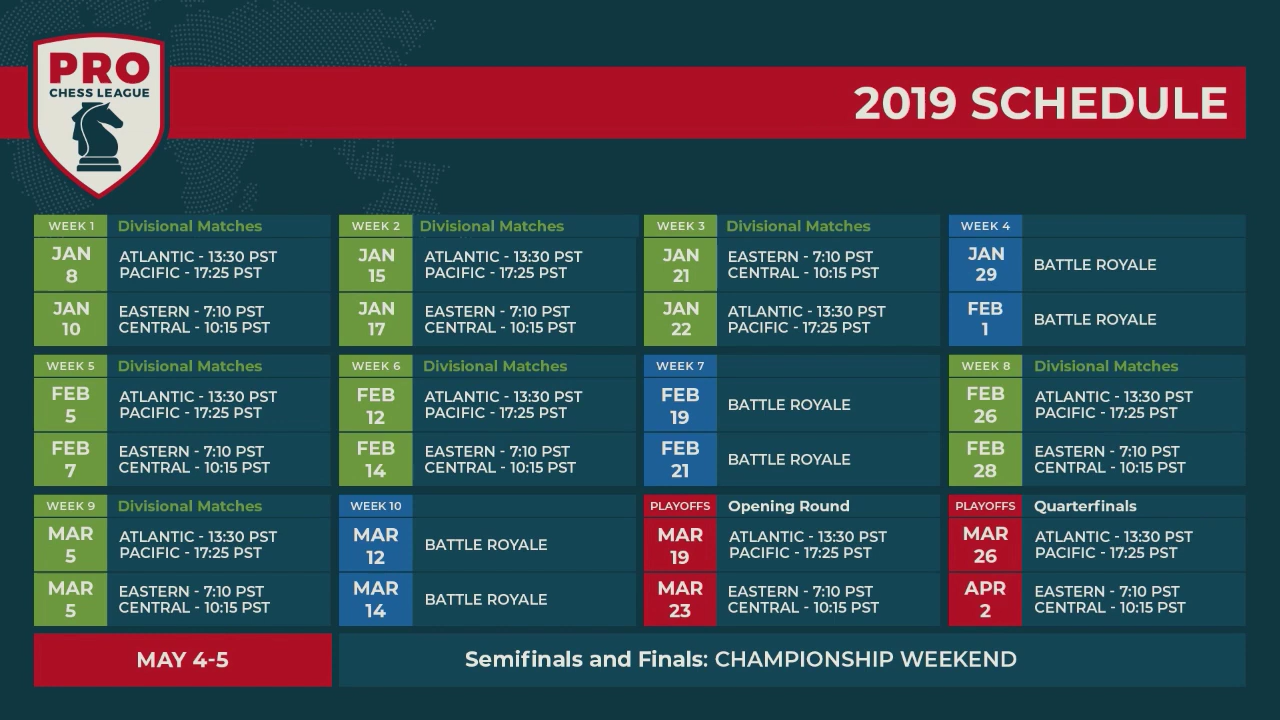 PRO
CHESS LEAGUE
2019 SCHEDULE
WEEK 1 Divisional Matches
JAN 8
ATLANTIC - 13:30 PST
PACIFIC - 17:25 PST
JAN 10
EASTERN - 7:10 PST
CENTRAL - 10:15 PST
WEEK 2 Divisional Matches
JAN 15
ATLANTIC - 13:30 PST
PACIFIC - 17:25 PST
JAN 17
EASTERN - 7:10 PST
CENTRAL - 10:15 PST
WEEK 3 Divisional Matches
JAN 21
EASTERN - 7:10 PST
CENTRAL - 10:15 PST
JAN 22
ATLANTIC - 13:30 PST
PACIFIC - 17:25 PST
WEEK 4
JAN 29
BATTLE ROYALE
FEB 1
BATTLE ROYALE
WEEK 5 Divisional Matches
FEB 5
ATLANTIC - 13:30 PST
PACIFIC - 17:25 PST
FEB 7
EASTERN - 7:10 PST
CENTRAL - 10:15 PST
WEEK 6 Divisional Matches
FEB 12
ATLANTIC - 13:30 PST
PACIFIC - 17:25 PST
FEB 14
EASTERN - 7:10 PST
CENTRAL - 10:15 PST
WEEK 7
FEB 19
BATTLE ROYALE
FEB 21
BATTLE ROYALE
WEEK 8 Divisional Matches
FEB 26
ATLANTIC - 13:30 PST
PACIFIC - 17:25 PST
FEB 28
EASTERN - 7:10 PST
CENTRAL - 10:15 PST
WEEK 9 Divisional Matches
MAR 5
ATLANTIC - 13:30 PST
PACIFIC - 17:25 PST
MAR 5
EASTERN - 7:10 PST
CENTRAL - 10:15 PST
WEEK 10
MAR 12
BATTLE ROYALE
MAR 14
BATTLE ROYALE
PLAYOFFS Opening Round
MAR 19
ATLANTIC - 13:30 PST
PACIFIC - 17:25 PST
MAR 23
EASTERN - 7:10 PST
CENTRAL - 10:15 PST
PLAYOFFS Quarterfinals
MAR 26
ATLANTIC - 13:30 PST
PACIFIC - 17:25 PST
APR 2
EASTERN - 7:10 PST
CENTRAL - 10:15 PST
MAY 4-5
Semifinals and Finals: CHAMPIONSHIP WEEKEND